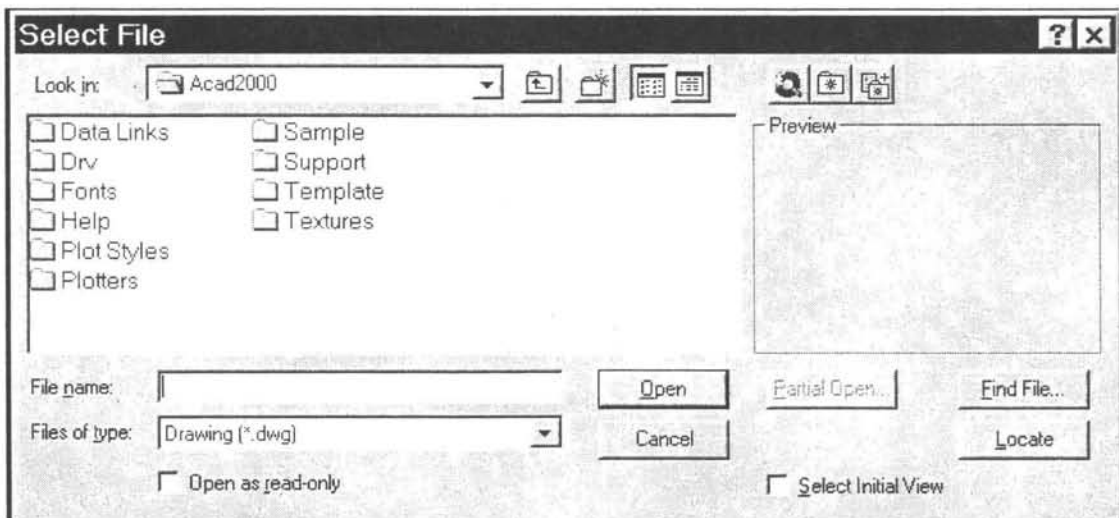 Select File
Look in: Acad2000
Data Links
Drv
Fonts
Help
Plot Styles
Plotters
Sample
Support
Template
Textures
Preview
File name: Open Partial Open... Find File...
Files of type: Drawing (*.dwg) Cancel Locate
Open as read-only Select Initial View